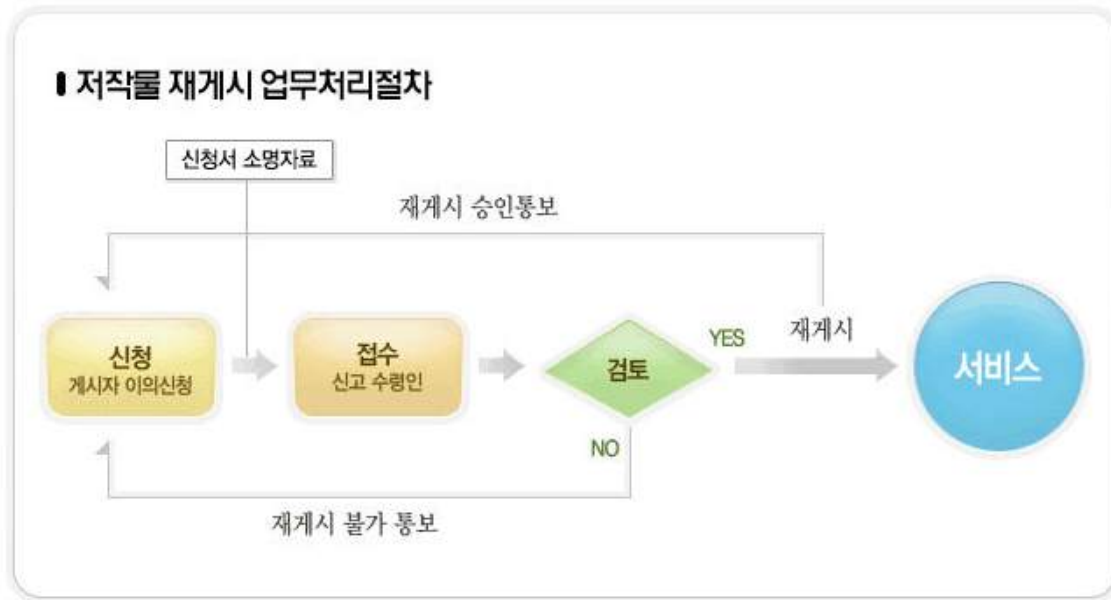 저작물 재게시 업무처리절차
신청서 소명자료
재게시 승인통보
신청
게시자 이의신청
접수
신고 수령인
검토
YES
재게시
서비스
NO
재게시 불가 통보